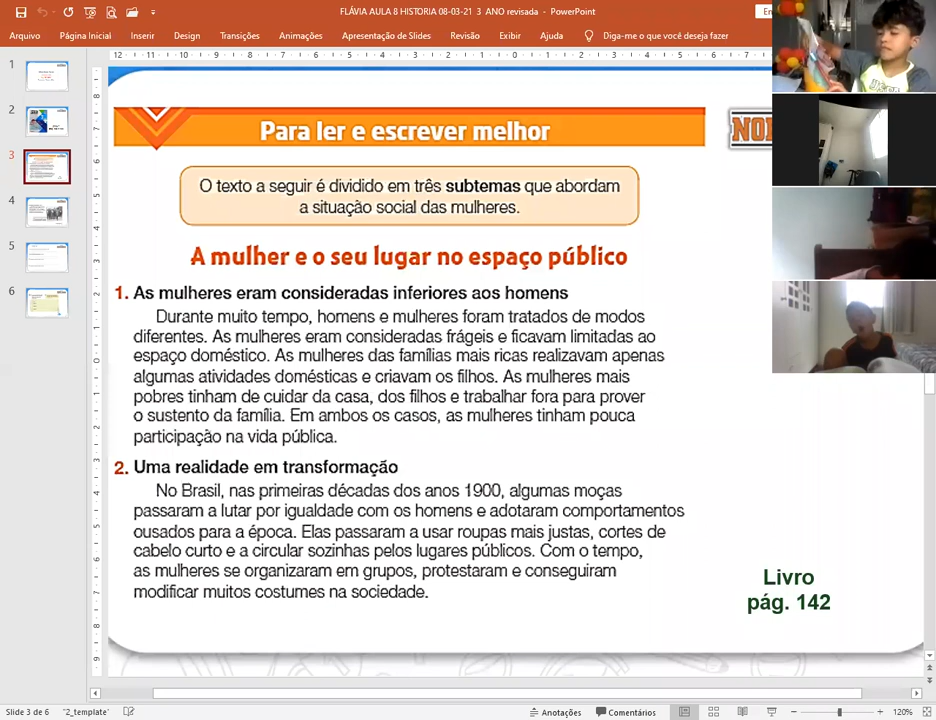 FLÁVIA AULA 8 HISTORIA 08-03-21 3 ANO revisada - PowerPoint
Arquivo Página Inicial Inserir Design Transições Animações Apresentação de Slides Revisão Exibir Ajuda Diga-me o que você deseja fazer
Para ler e escrever melhor
O texto a seguir é dividido em três subtemas que abordam
a situação social das mulheres.
A mulher e o seu lugar no espaço público
1. As mulheres eram consideradas inferiores aos homens
Durante muito tempo, homens e mulheres foram tratados de modos
diferentes. As mulheres eram consideradas frágeis e ficavam limitadas ao
espaço doméstico. As mulheres das famílias mais ricas realizavam apenas
algumas atividades domésticas e criavam os filhos. As mulheres mais
pobres tinham de cuidar da casa, dos filhos e trabalhar fora para prover
o sustento da família. Em ambos os casos, as mulheres tinham pouca
participação na vida pública.
2. Uma realidade em transformação
No Brasil, nas primeiras décadas dos anos 1900, algumas moças
passaram a lutar por igualdade com os homens e adotaram comportamentos
ousados para a época. Elas passaram a usar roupas mais justas, cortes de
cabelo curto e a circular sozinhas pelos lugares públicos. Com o tempo,
as mulheres se organizaram em grupos, protestaram e conseguiram
modificar muitos costumes na sociedade.
Livro
pág. 142
1
2
3
4
5
6
Slide 3 de 6 "2_template" Anotações Comentários 120%